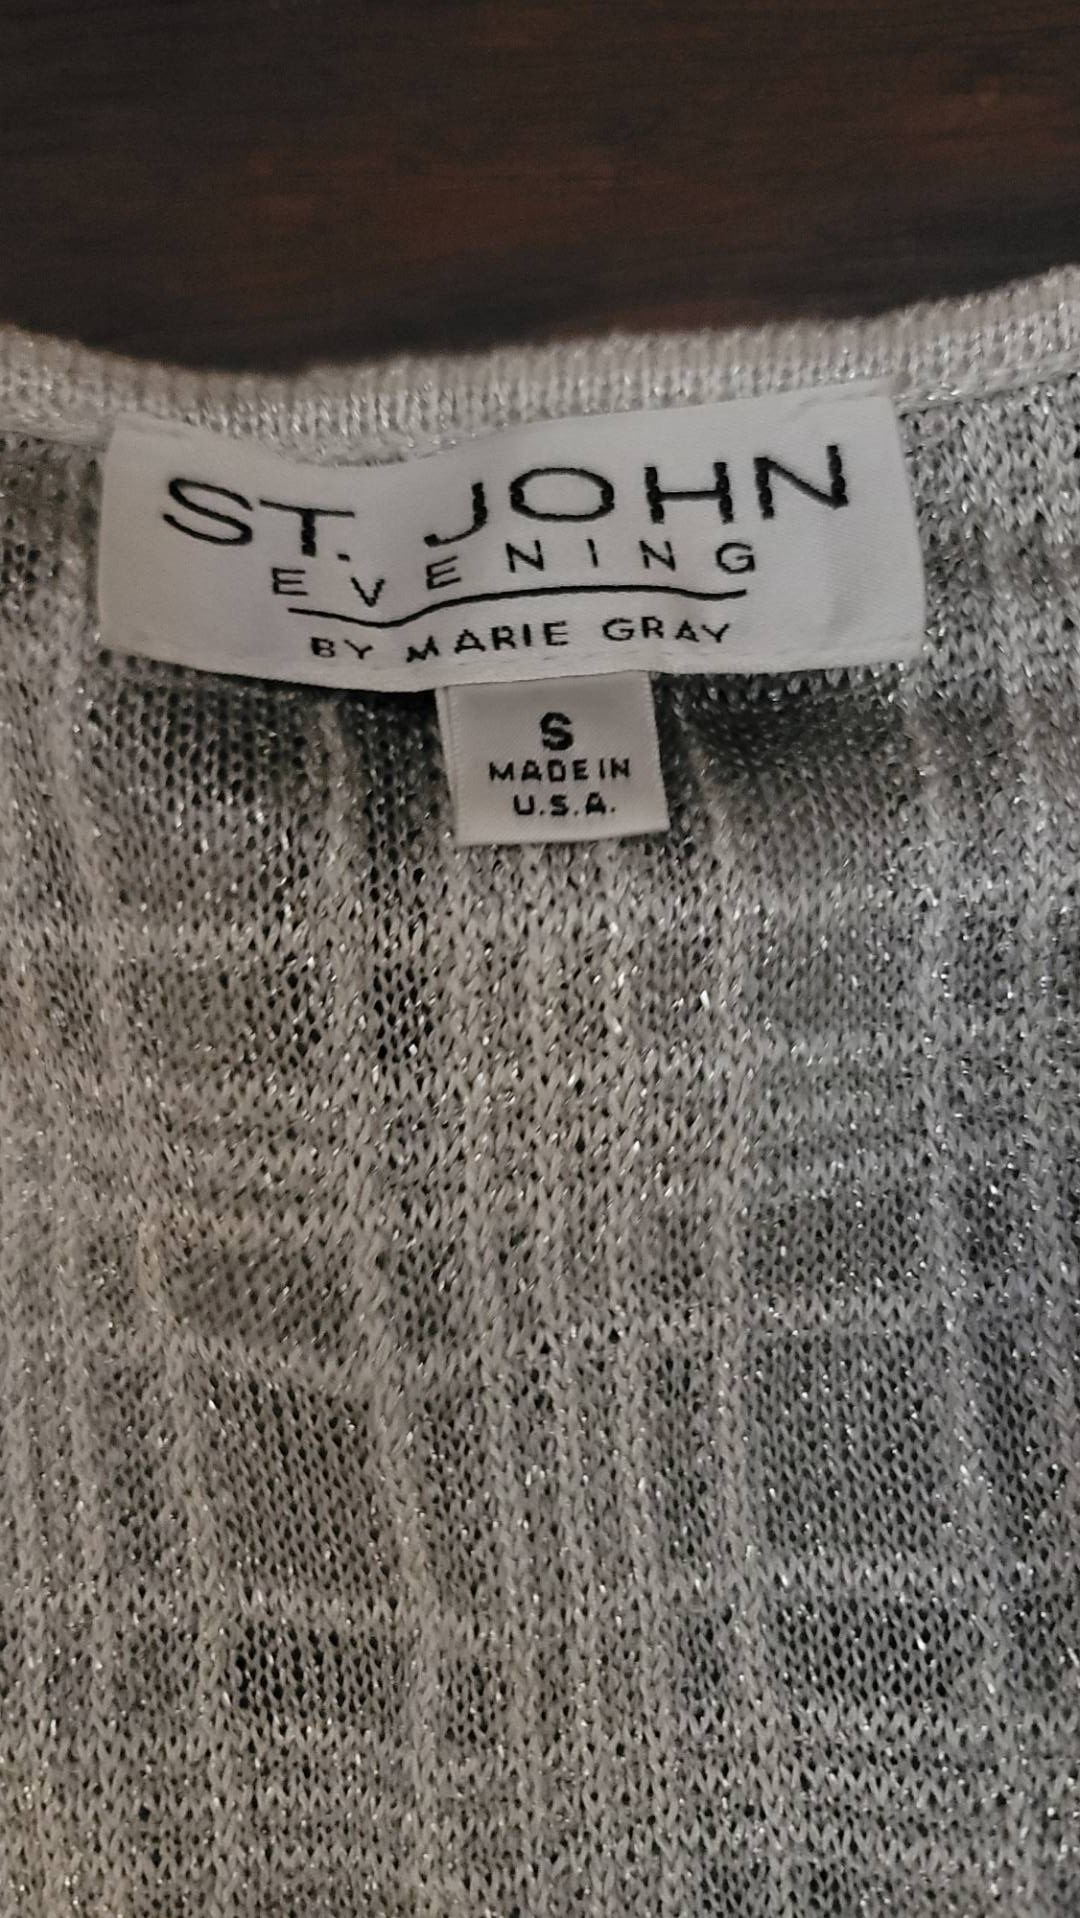 ST. JOHN
EVENING
BY MARIE GRAY
S
MADE IN
U.S.A.